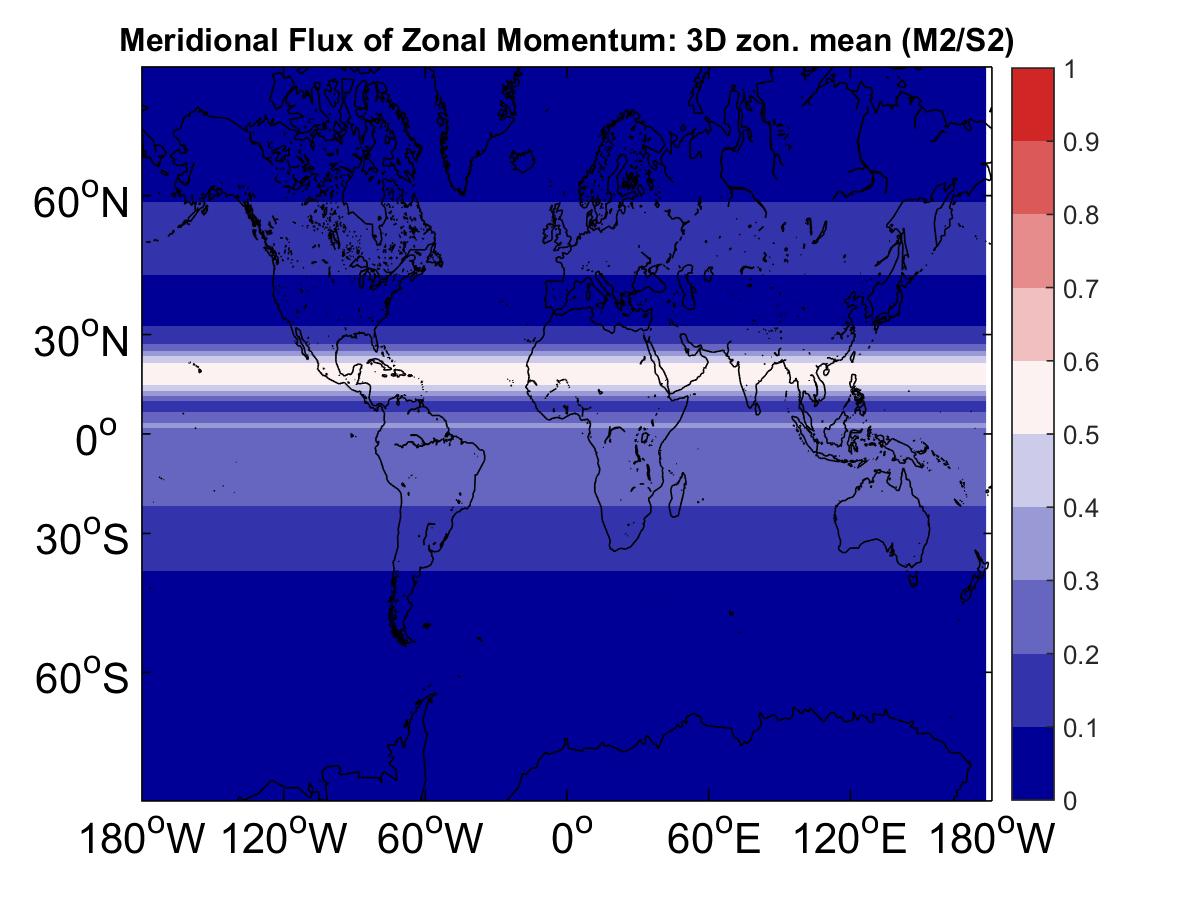 Meridional Flux of Zonal Momentum: 3D zon. mean (M2/S2)
60ºN
30ºN
0º
30ºS
60ºS
180ºW 120ºW 60ºW 0º 60ºE 120ºE 180ºW
1
0.9
0.8
0.7
0.6
0.5
0.4
0.3
0.2
0.1
0